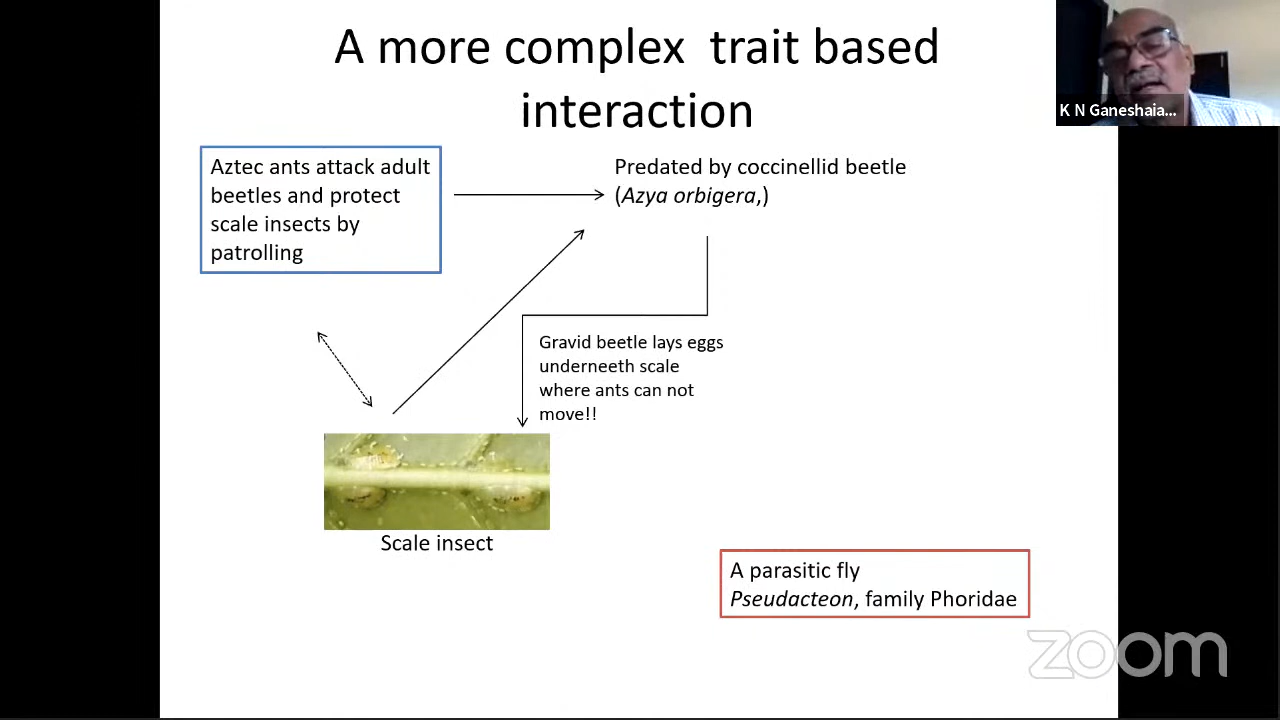 A more complex trait based
interaction
K N Ganeshaia...
Aztec ants attack adult
beetles and protect
scale insects by
patrolling
Predated by coccinellid beetle
(Azya orbigera,)
Gravid beetle lays eggs
underneeth scale
where ants can not
move!!
Scale insect
A parasitic fly
Pseudacteon, family Phoridae
zoom